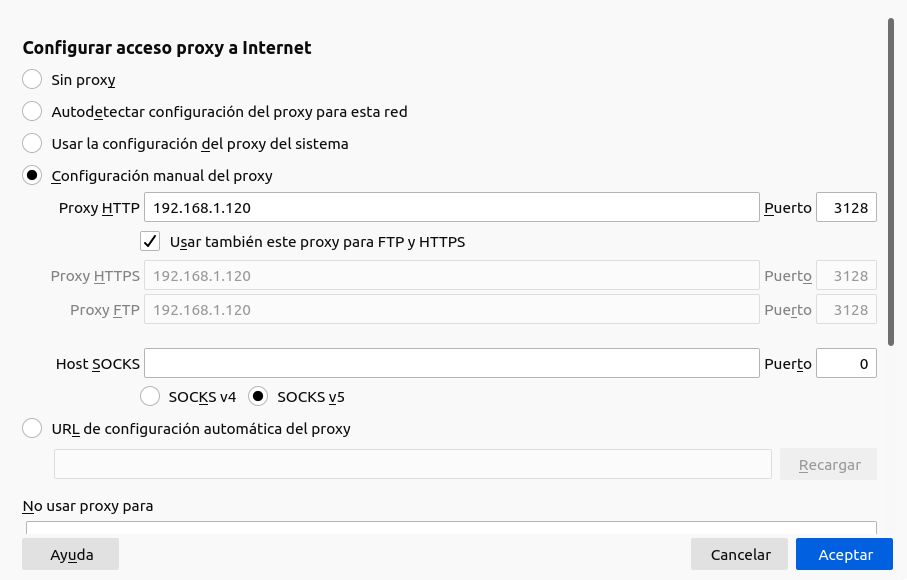 Configurar acceso proxy a Internet
Sin proxy
Autodetectar configuración del proxy para esta red
Usar la configuración del proxy del sistema
Configuración manual del proxy
Proxy HTTP 192.168.1.120 Puerto 3128
Usar también este proxy para FTP y HTTPS
Proxy HTTPS 192.168.1.120 Puerto 3128
Proxy FTP 192.168.1.120 Puerto 3128
Host SOCKS Puerto 0
SOCKS v4 SOCKS v5
URL de configuración automática del proxy
Recargar
No usar proxy para
Ayuda Cancelar Aceptar